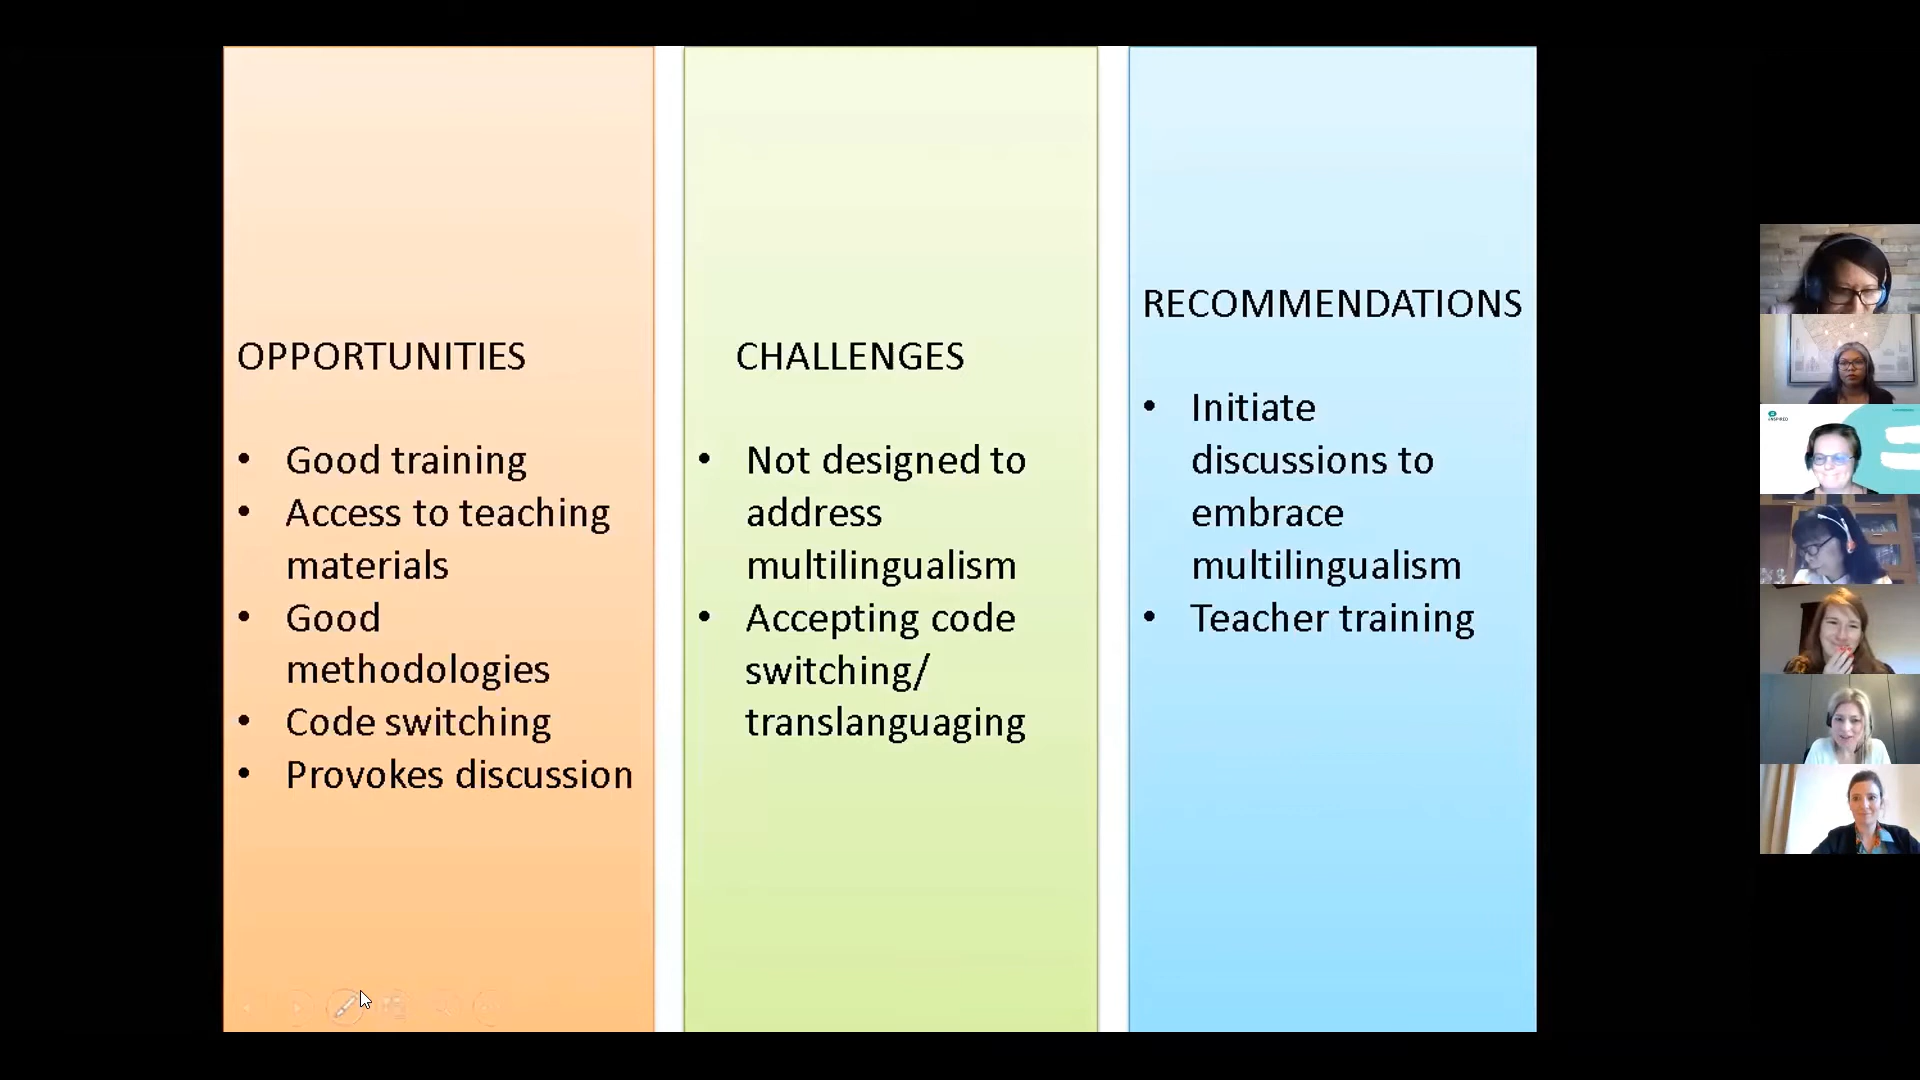 OPPORTUNITIES
• Good training
• Access to teaching
materials
• Good
methodologies
• Code switching
• Provokes discussion
CHALLENGES
• Not designed to
address
multilingualism
• Accepting code
switching/
translanguaging
RECOMMENDATIONS
• Initiate
discussions to
embrace
multilingualism
• Teacher training